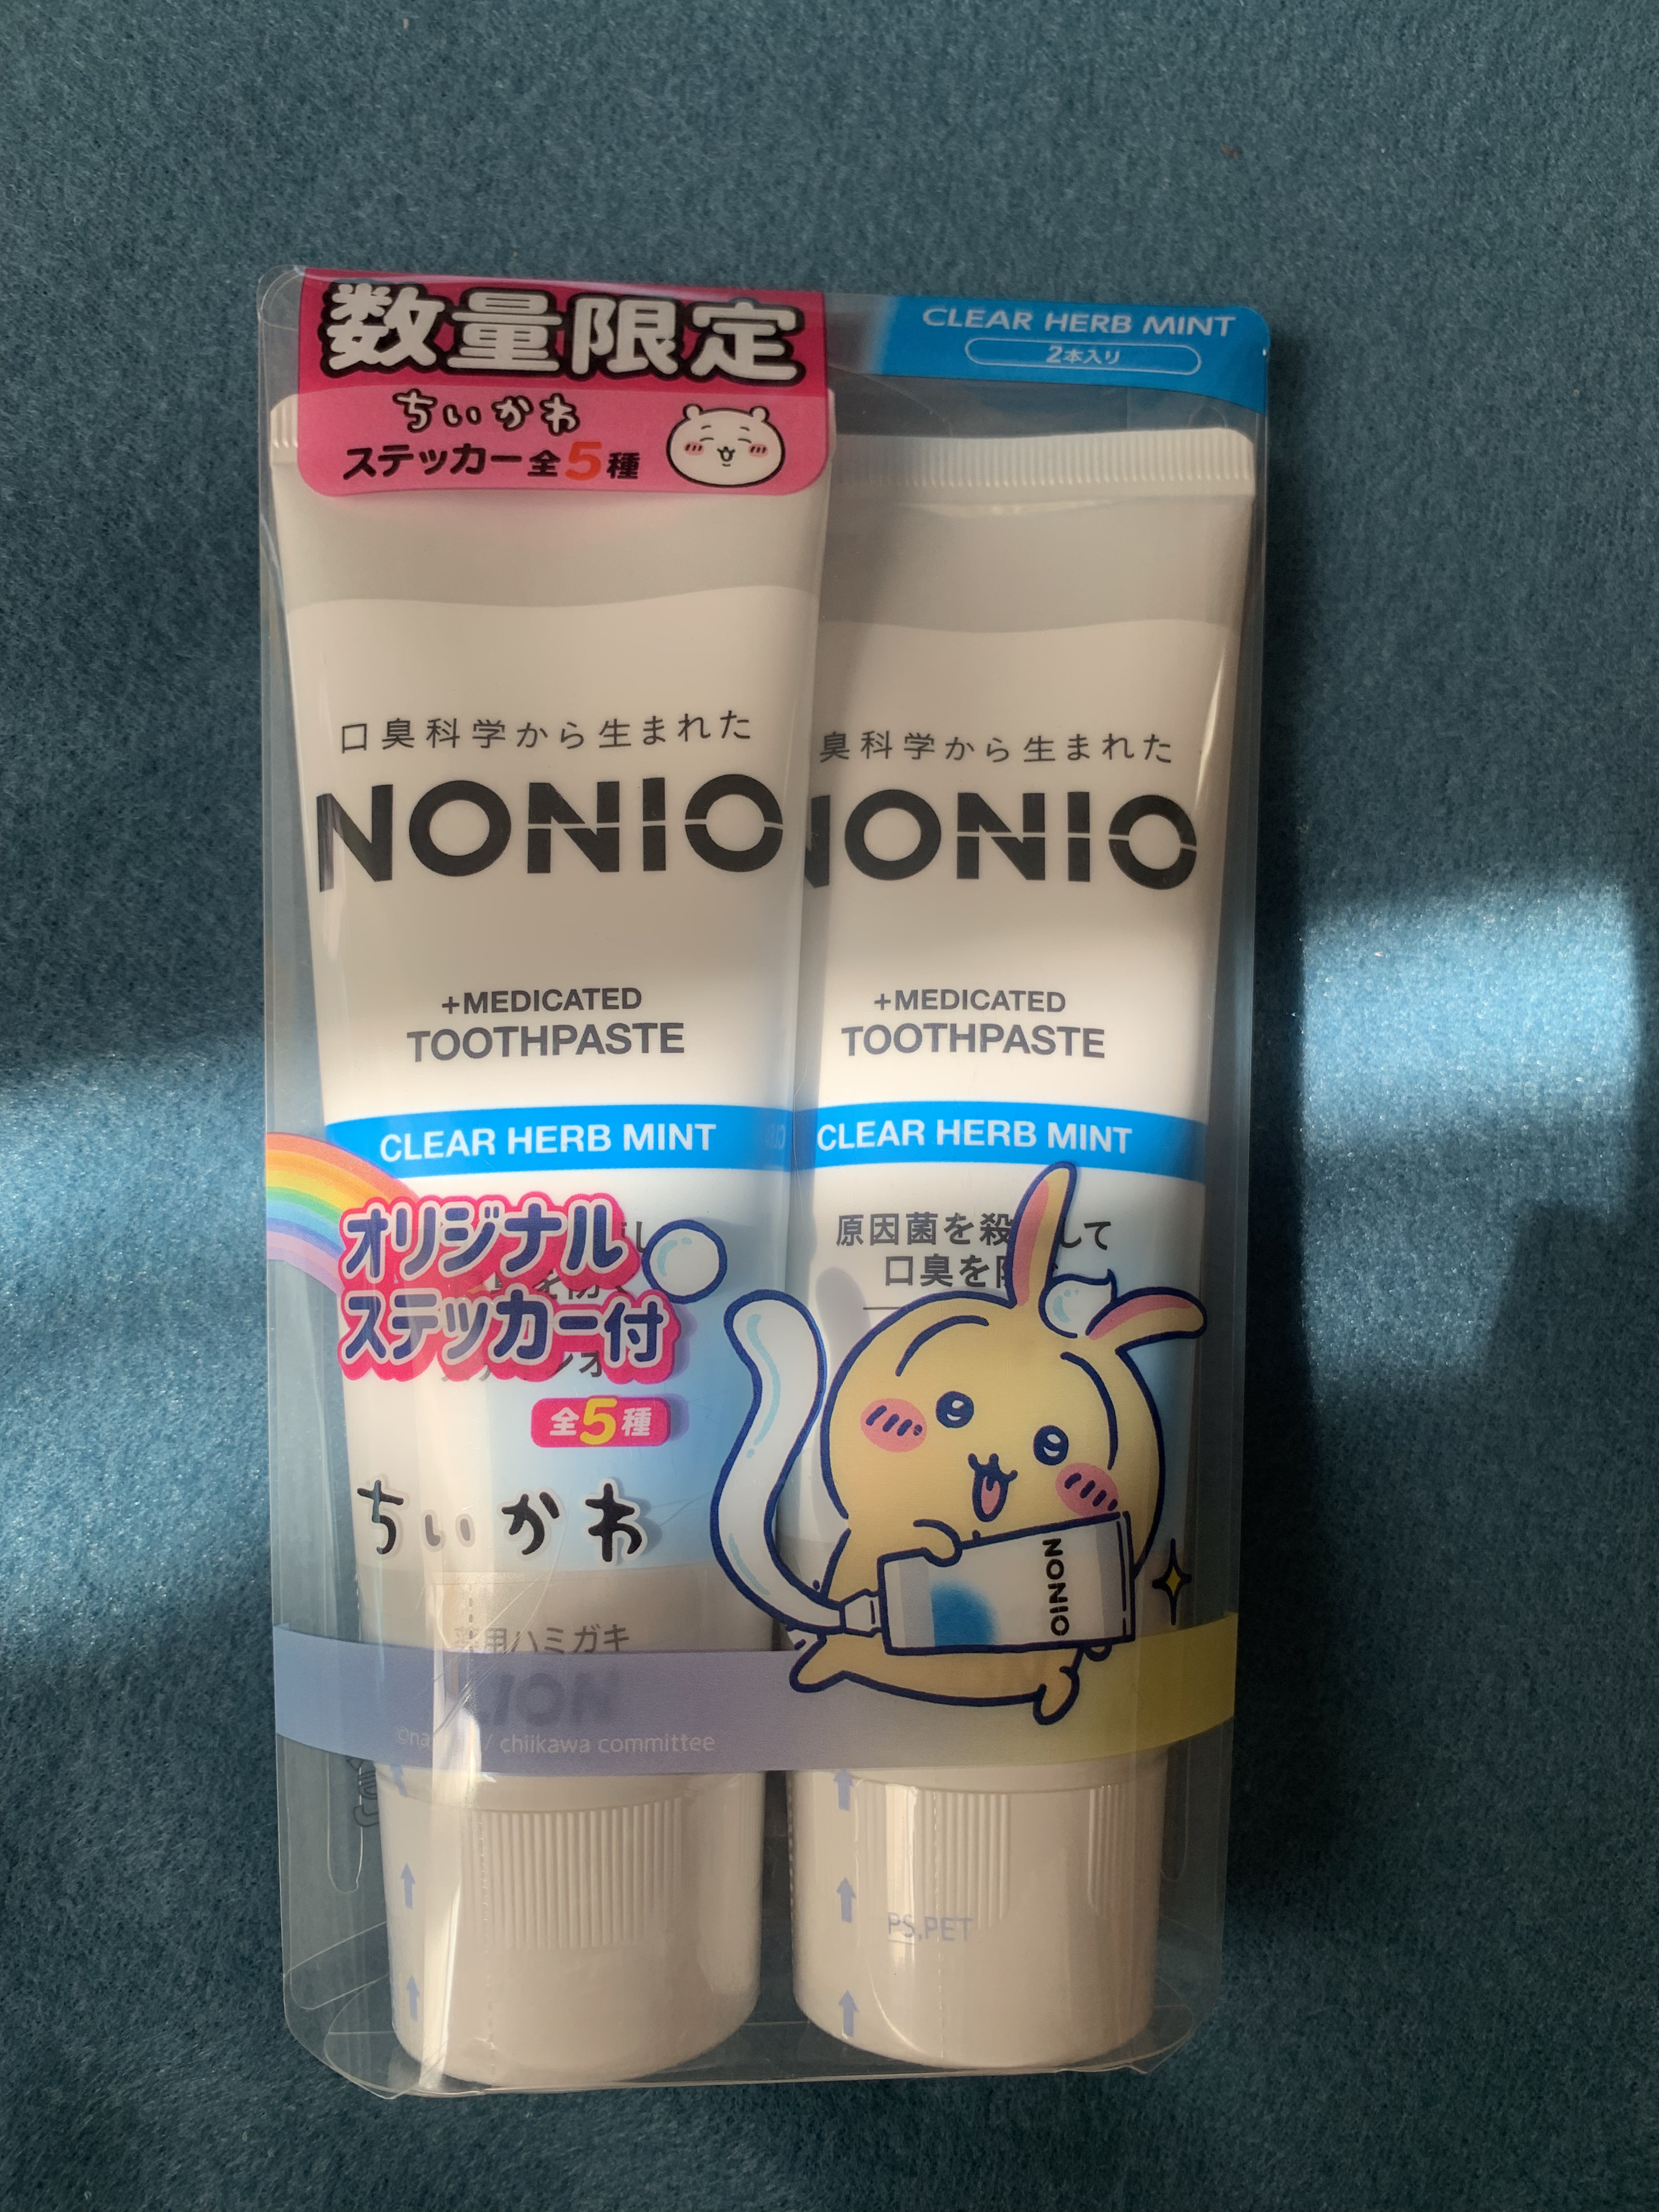 数量限定
ちいかわ
ステッカー全5種
CLEAR HERB MINT
2本入り
口臭科学から生まれた
NONIO
+MEDICATED
TOOTHPASTE
CLEAR HERB MINT
臭科学から生まれた
NONIO
+MEDICATED
TOOTHPASTE
CLEAR HERB MINT
原因菌を殺して
口臭を
オリジナル
ステッカー付
全5種
ちいかわ
NONIO
薬用ハミガキ
LION
chiikawa committee
PS,PET